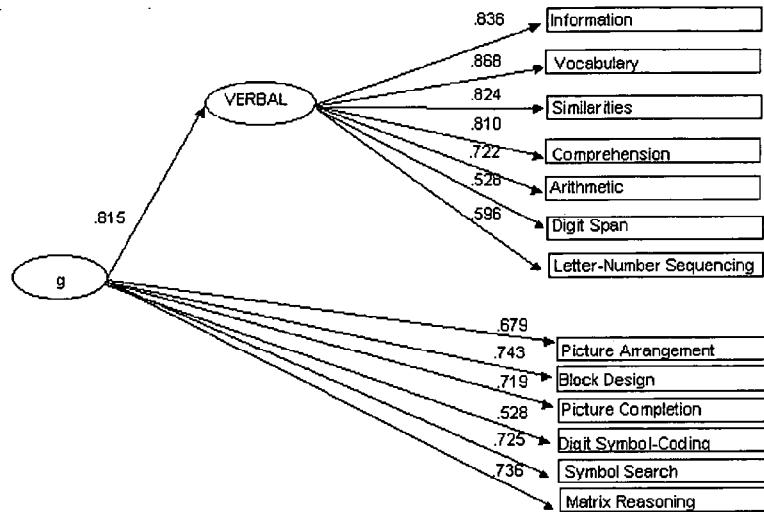 .836
Information
.868
Vocabulary
VERBAL
.824
Similarities
.810
Comprehension
.722
Arithmetic
.528
Digit Span
.596
Letter-Number Sequencing
.815
g
.679
Picture Arrangement
.743
Block Design
.719
Picture Completion
.528
Digit Symbol-Coding
.725
Symbol Search
.736
Matrix Reasoning